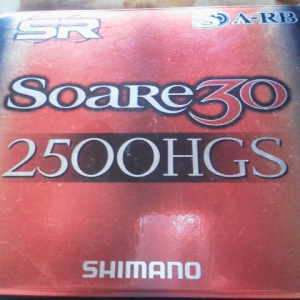 SR A-RB
Soare30
2500HGS
SHIMANO